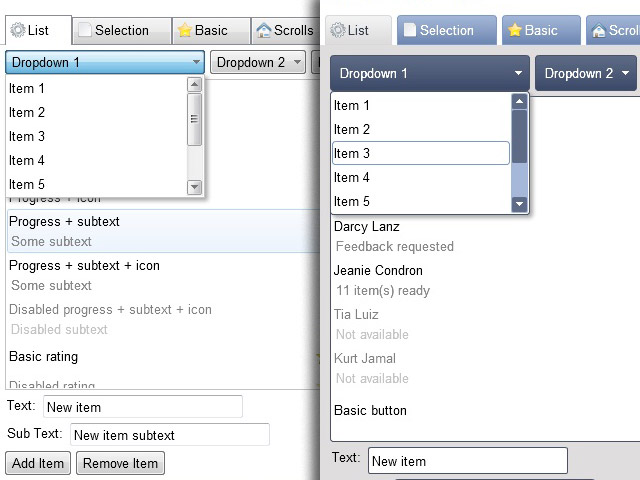 List Selection Basic Scrolls
Dropdown 1 Dropdown 2
Item 1
Item 2
Item 3
Item 4
Item 5
Progress + icon
Progress + subtext
Some subtext
Progress + subtext + icon
Some subtext
Disabled progress + subtext + icon
Disabled subtext
Basic rating
Disabled rating
Text: New item
Sub Text: New item subtext
Add Item Remove Item
List Selection Basic Scroll
Dropdown 1 Dropdown 2
Item 1
Item 2
Item 3
Item 4
Item 5
Darcy Lanz
Feedback requested
Jeanie Condron
11 item(s) ready
Tia Luiz
Not available
Kurt Jamal
Not available
Basic button
Text: New item